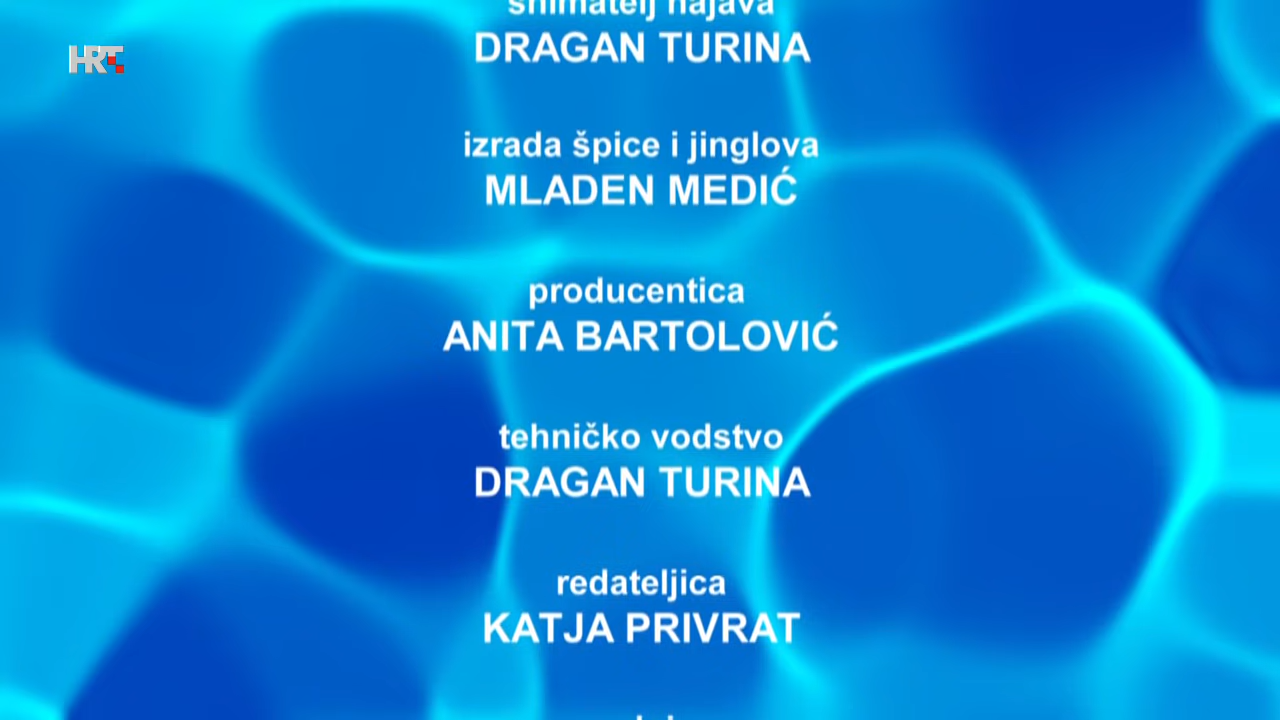 HRT
snimatelj najava
DRAGAN TURINA
izrada špice i jinglova
MLADEN MEDIĆ
producentica
ANITA BARTOLOVIĆ
tehničko vodstvo
DRAGAN TURINA
redateljica
KATJA PRIVRAT